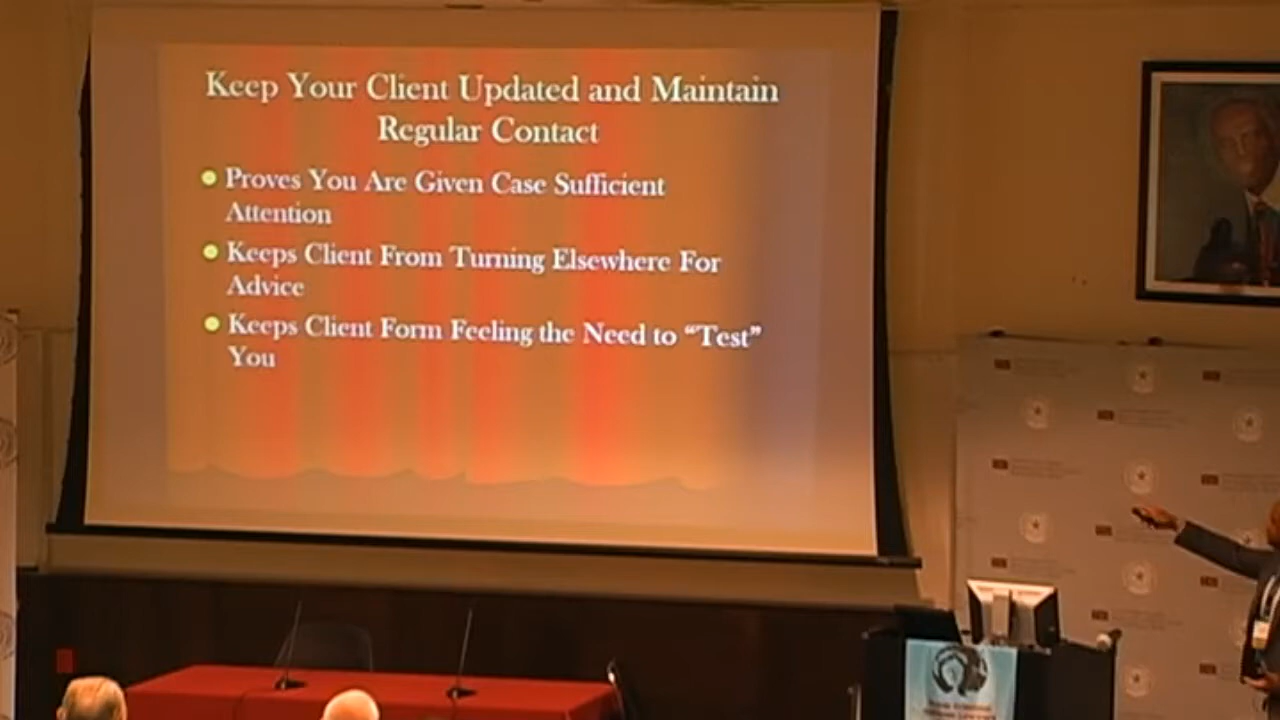 Keep Your Client Updated and Maintain
Regular Contact
Proves You Are Given Case Sufficient
Attention
Keeps Client From Turning Elsewhere For
Advice
Keeps Client Form Feeling the Need to “Test”
You